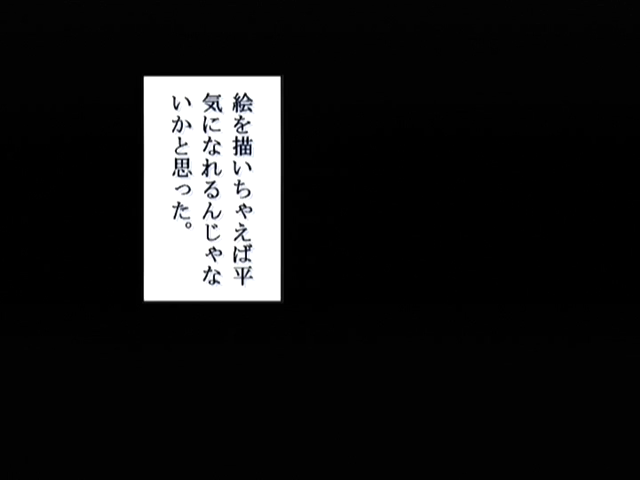 絵を描いちゃえば平
気になれるんじゃな
いかと思った。